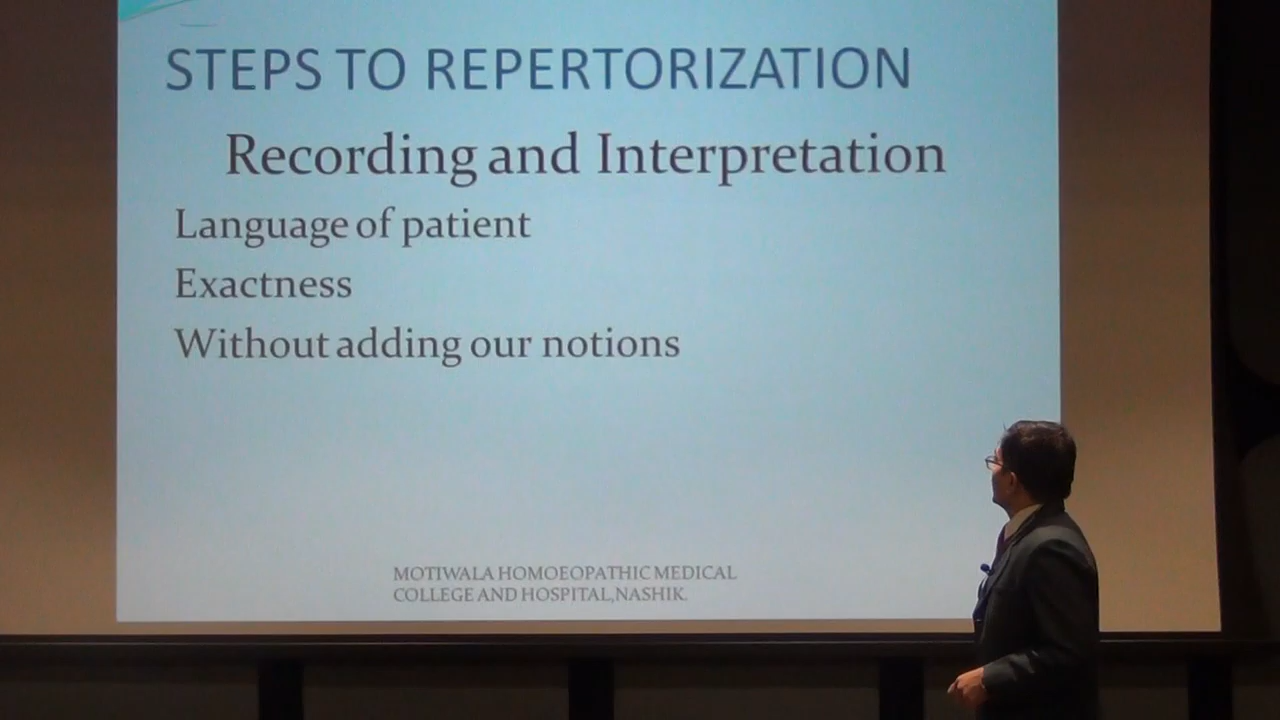 STEPS TO REPERTORIZATION
Recording and Interpretation
Language of patient
Exactness
Without adding our notions
MOTIWALA HOMOEOPATHIC MEDICAL
COLLEGE AND HOSPITAL,NASHIK.